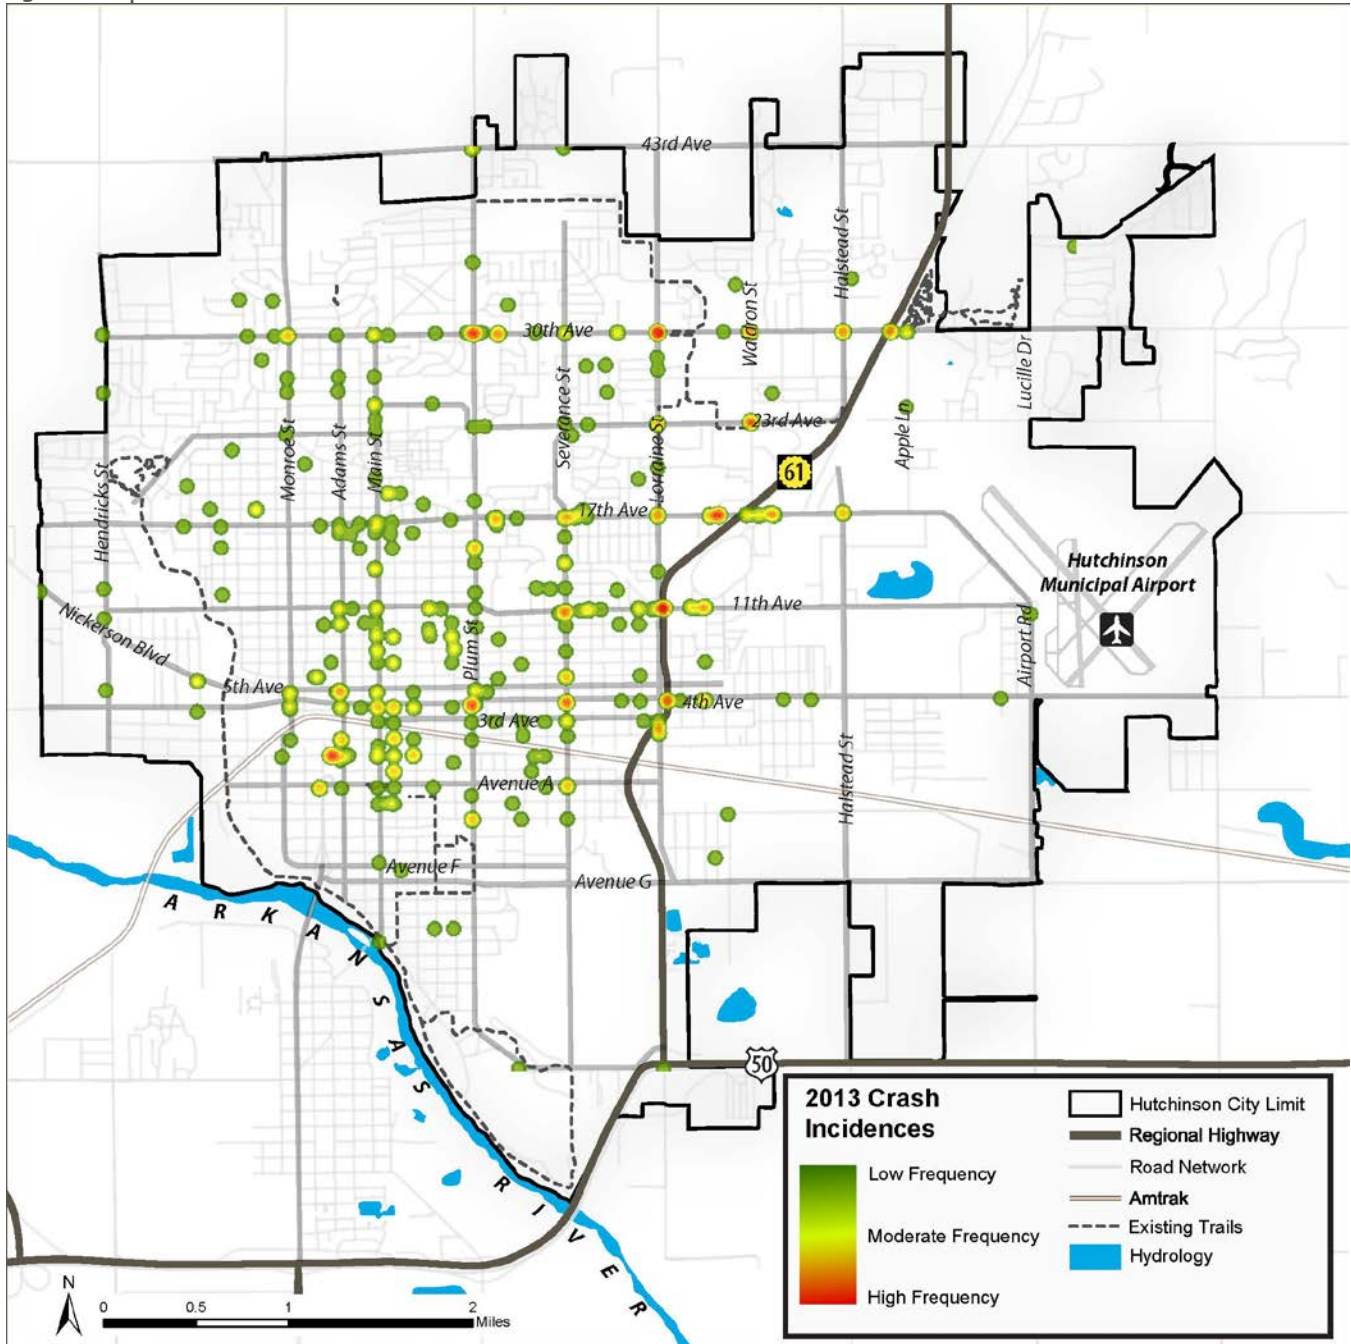 43rd Ave
Halstead St
Waldron St
30th Ave
Lucille Dr
Severance St
23rd Ave
Monroe St
Adams St
Main St
Lorraine St
Apple Ln
61
Hendricks St
17th Ave
Hutchinson
Municipal Airport
Nickerson Blvd
11th Ave
Plum St
Airport Rd
5th Ave
4th Ave
3rd Ave
Avenue A
Halstead St
Avenue F
Avenue G
ARKANSAS RIVER
50
2013 Crash
Incidences
Low Frequency
Moderate Frequency
High Frequency
Hutchinson City Limit
Regional Highway
Road Network
Amtrak
Existing Trails
Hydrology
N
0 0.5 1 2
Miles